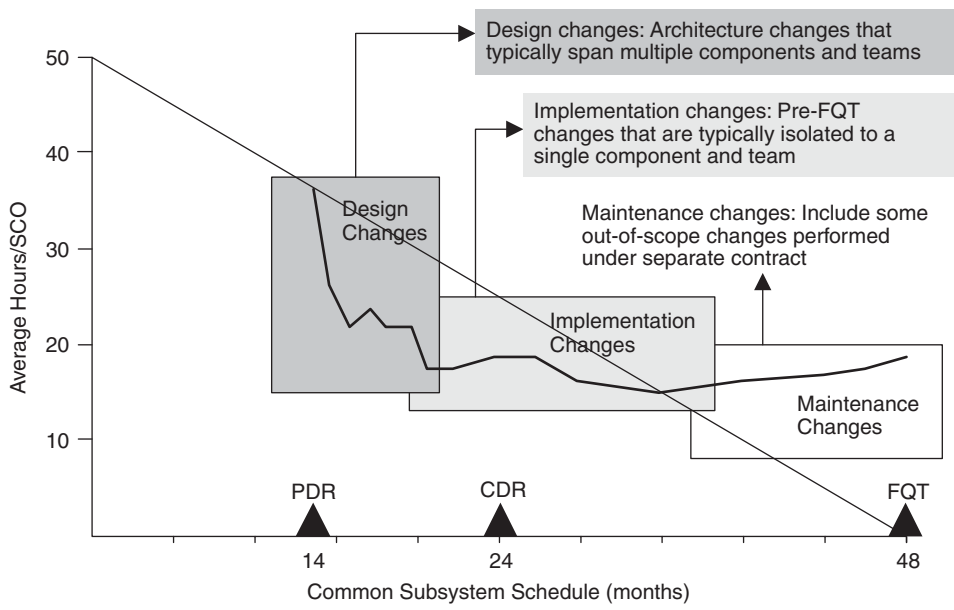 Design changes: Architecture changes that
typically span multiple components and teams
Implementation changes: Pre-FQT
changes that are typically isolated to a
single component and team
Maintenance changes: Include some
out-of-scope changes performed
under separate contract
Average Hours/SCO
50
40
30
20
10
Design
Changes
Implementation
Changes
Maintenance
Changes
PDR
CDR
FQT
14
24
48
Common Subsystem Schedule (months)